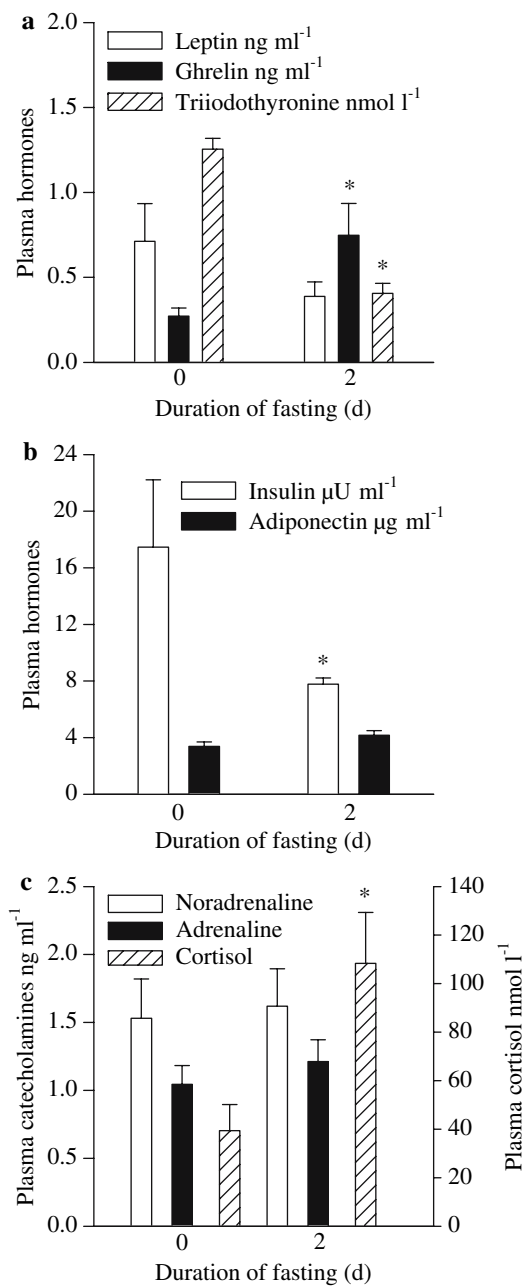 a
2.0
Leptin ng ml-1
Ghrelin ng ml-1
Triiodothyronine nmol l-1
1.5
1.0
0.5
0.0
*
*
Plasma hormones
0 2
Duration of fasting (d)
b
24
Insulin µU ml-1
Adiponectin µg ml-1
20
16
12
8
4
0
*
Plasma hormones
0 2
Duration of fasting (d)
c
2.5
Noradrenaline
Adrenaline
Cortisol
2.0
1.5
1.0
0.5
0.0
*
Plasma catecholamines ng ml-1
140
120
100
80
60
40
20
0
Plasma cortisol nmol l-1
0 2
Duration of fasting (d)